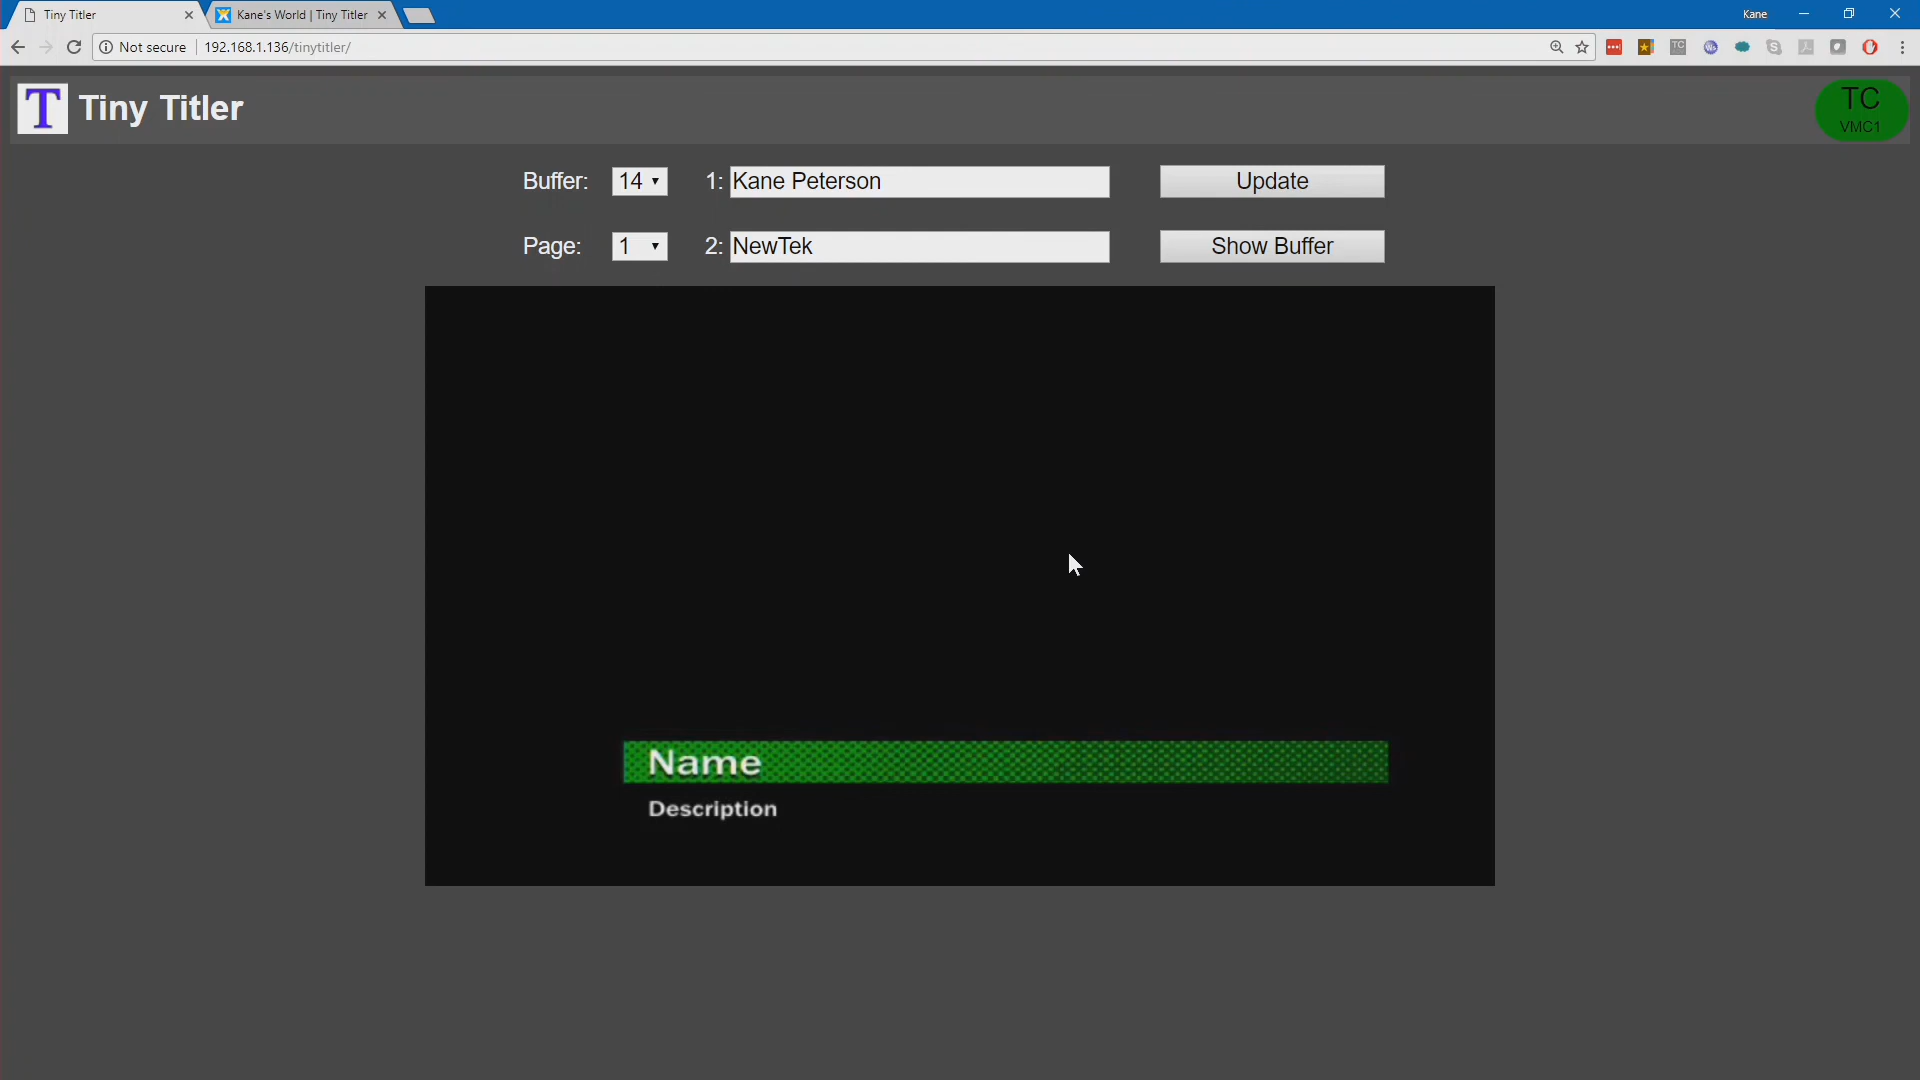 Tiny Titler
Kane's World | Tiny Titler
Kane
Not secure
192.168.1.136/tinytitler/
T Tiny Titler
TC
VMC1
Buffer: 14 1: Kane Peterson Update
Page: 1 2: NewTek Show Buffer
Name
Description